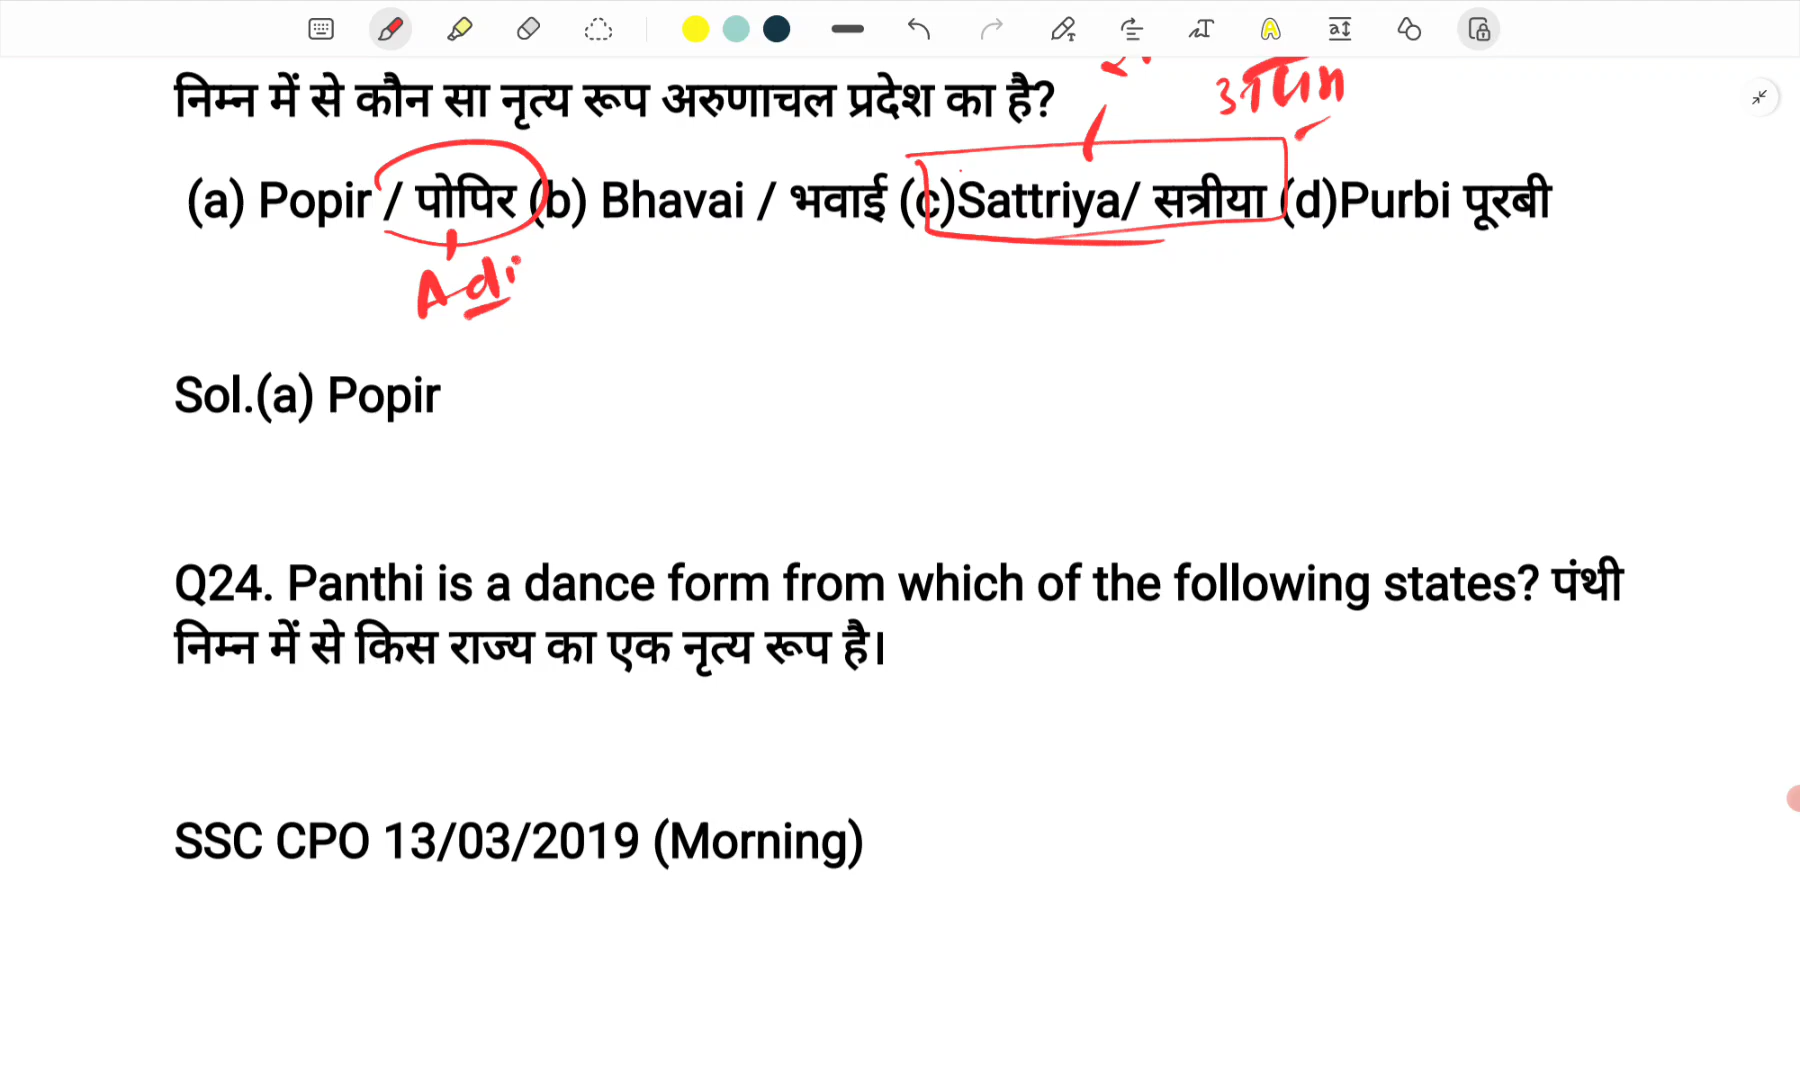 निम्न में से कौन सा नृत्य रूप अरुणाचल प्रदेश का है?
(a) Popir / पोपिर (b) Bhavai / भवाई (c)Sattriya/ सत्रीया (d)Purbi पूरबी
Adi
Sol.(a) Popir
Q24. Panthi is a dance form from which of the following states? पंथी
निम्न में से किस राज्य का एक नृत्य रूप है।
SSC CPO 13/03/2019 (Morning)